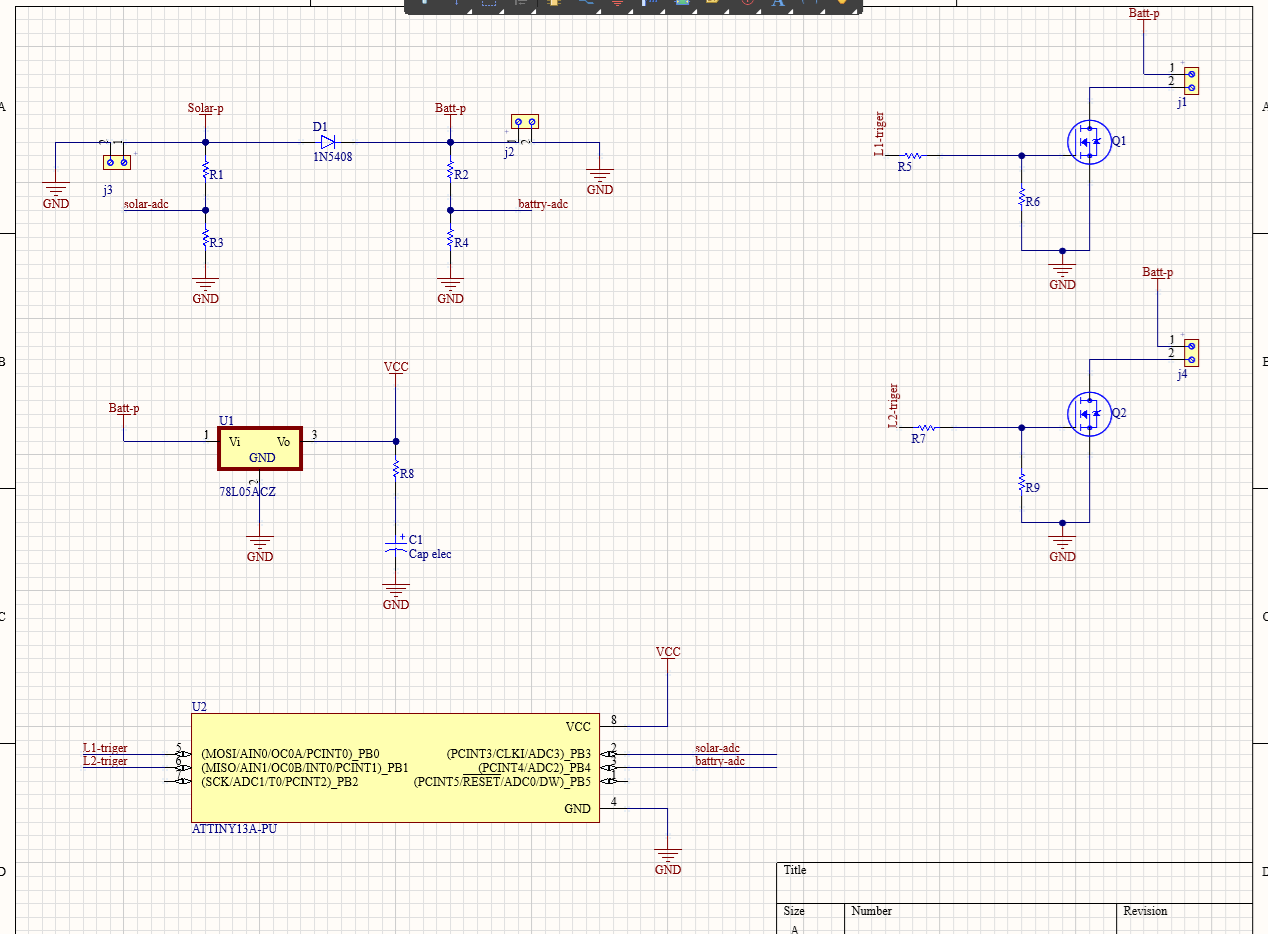 Batt-p
1
2
j1
A
A
Solar-p
D1
1N5408
Batt-p
j2
1
2
L1-triger
R5
Q1
2
1
j3
GND
R1
R2
GND
R6
solar-adc
battry-adc
R3
R4
GND
GND
GND
Batt-p
1
2
j4
B
VCC
Batt-p
U1
1
Vi
Vo
3
GND
2
78L05ACZ
GND
R8
C1
Cap elec
GND
L2-triger
R7
Q2
R9
GND
C
C
VCC
U2
VCC
8
L1-triger
5
(MOSI/AIN0/OC0A/PCINT0)_PB0
(PCINT3/CLKI/ADC3)_PB3
2
solar-adc
L2-triger
6
(MISO/AIN1/OC0B/INT0/PCINT1)_PB1
(PCINT4/ADC2)_PB4
3
battry-adc
7
(SCK/ADC1/T0/PCINT2)_PB2
(PCINT5/RESET/ADC0/DW)_PB5
1
GND
4
ATTINY13A-PU
GND
D
D
Title
Size
Number
Revision
A